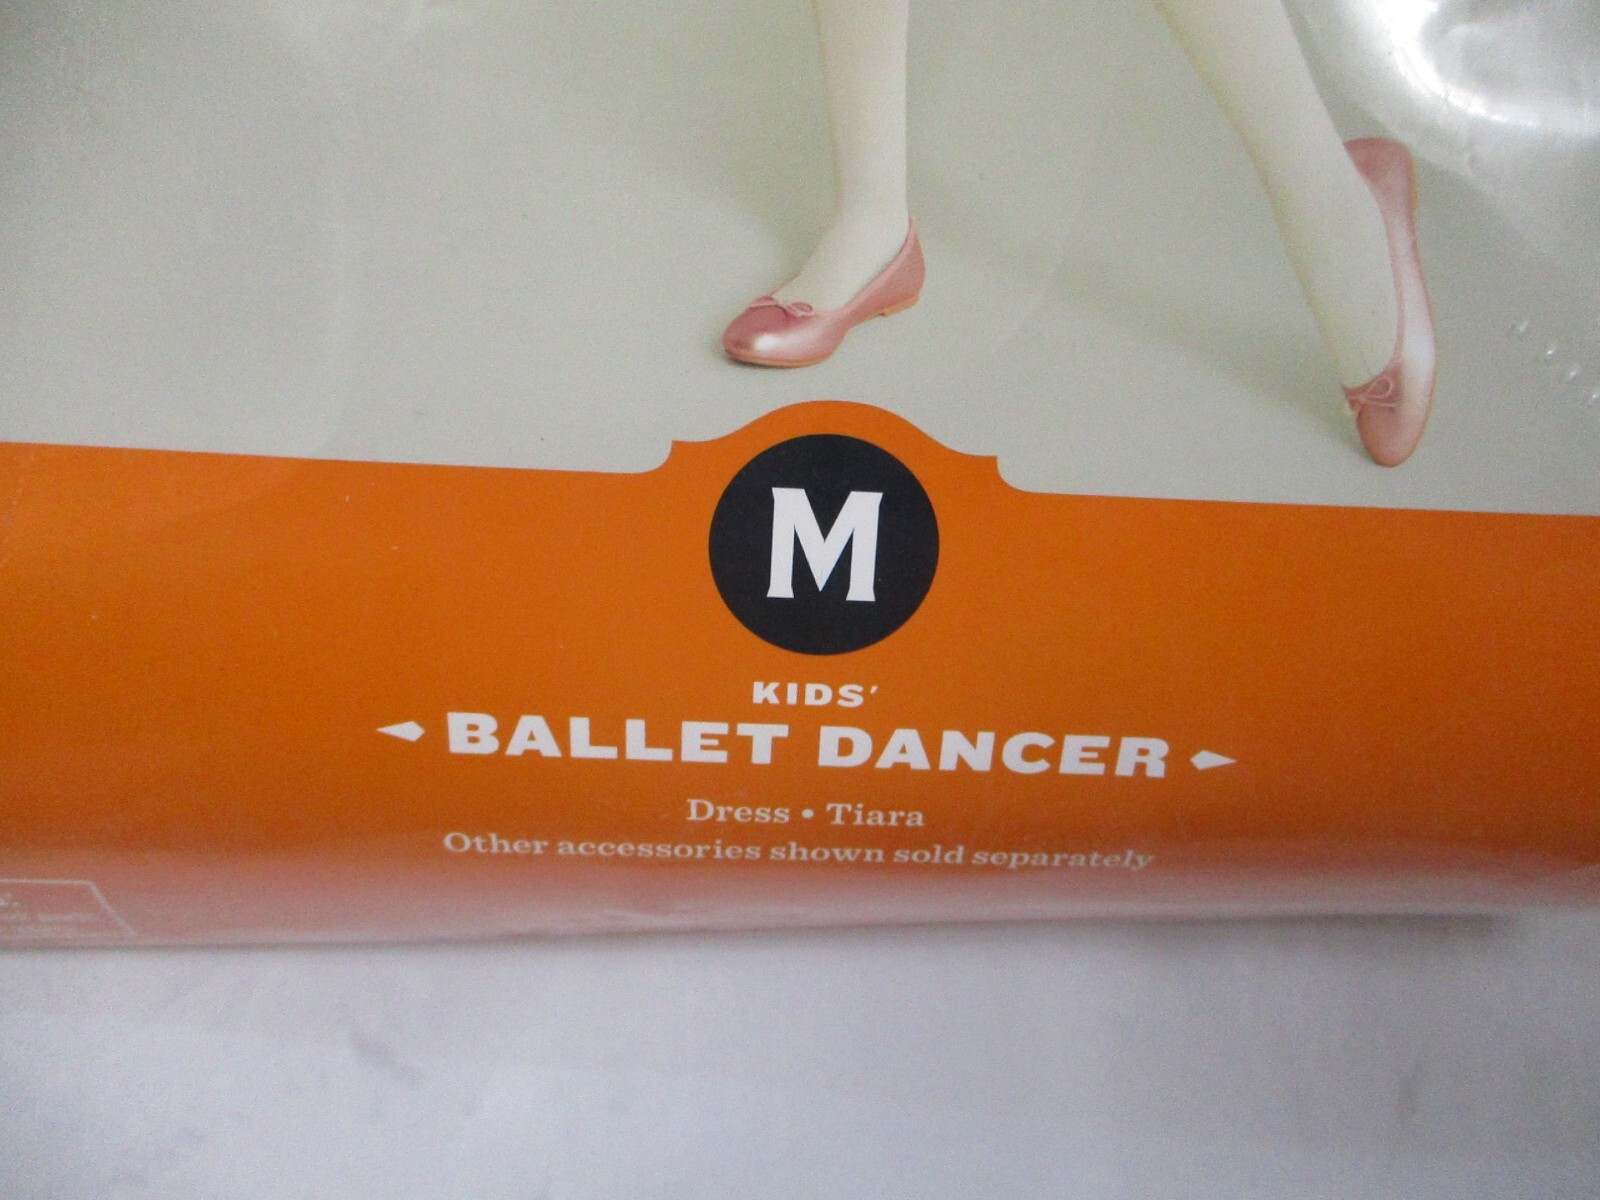 M
KIDS'
BALLET DANCER
Dress • Tiara
Other accessories shown sold separately